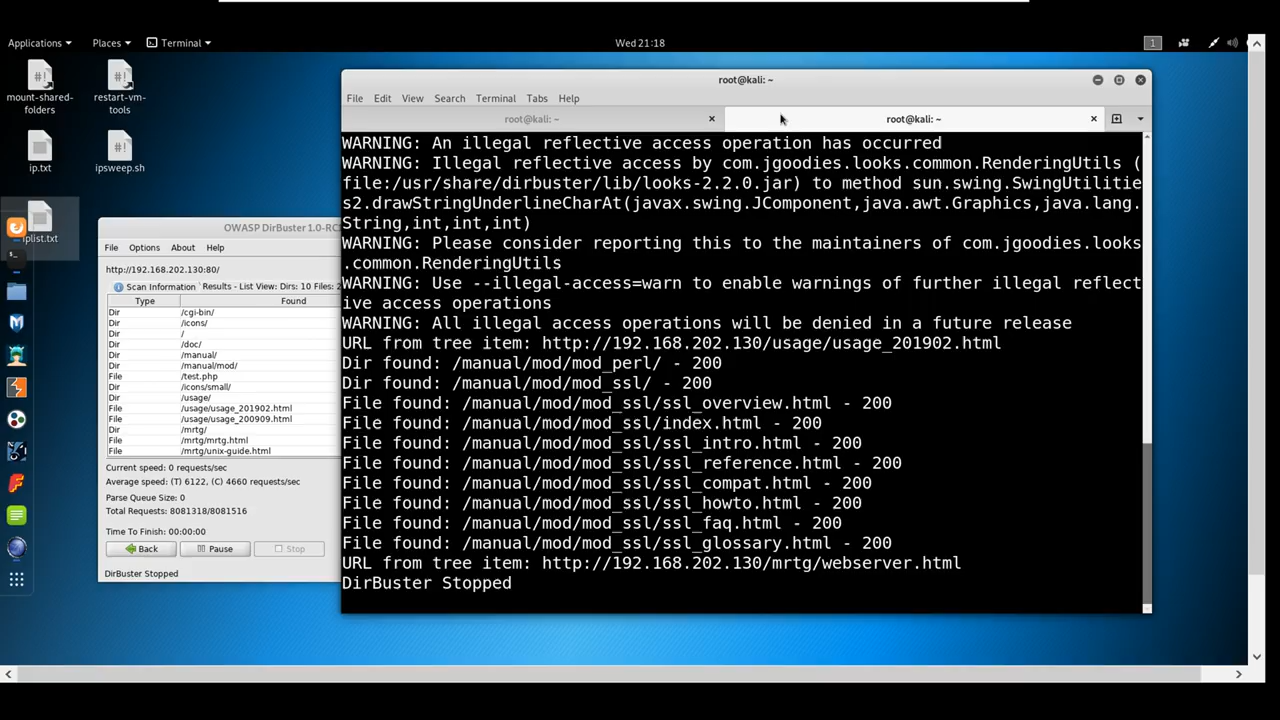 Applications
Places
Terminal
Wed 21:18
1
mount-shared-
folders
restart-vm-
tools
ip.txt
ipsweep.sh
iplist.txt
root@kali: ~
File Edit View Search Terminal Tabs Help
root@kali: ~
root@kali: ~
WARNING: An illegal reflective access operation has occurred
WARNING: Illegal reflective access by com.jgoodies.looks.common.RenderingUtils (
file:/usr/share/dirbuster/lib/looks-2.2.0.jar) to method sun.swing.SwingUtilitie
s2.drawStringUnderlineCharAt(javax.swing.JComponent,java.awt.Graphics,java.lang.
String,int,int,int)
WARNING: Please consider reporting this to the maintainers of com.jgoodies.looks
.common.RenderingUtils
WARNING: Use --illegal-access=warn to enable warnings of further illegal reflect
ive access operations
WARNING: All illegal access operations will be denied in a future release
URL from tree item: http://192.168.202.130/usage/usage_201902.html
Dir found: /manual/mod/mod_perl/ - 200
Dir found: /manual/mod/mod_ssl/ - 200
File found: /manual/mod/mod_ssl/ssl_overview.html - 200
File found: /manual/mod/mod_ssl/index.html - 200
File found: /manual/mod/mod_ssl/ssl_intro.html - 200
File found: /manual/mod/mod_ssl/ssl_reference.html - 200
File found: /manual/mod/mod_ssl/ssl_compat.html - 200
File found: /manual/mod/mod_ssl/ssl_howto.html - 200
File found: /manual/mod/mod_ssl/ssl_faq.html - 200
File found: /manual/mod/mod_ssl/ssl_glossary.html - 200
URL from tree item: http://192.168.202.130/mrtg/webserver.html
DirBuster Stopped
OWASP DirBuster 1.0-RC
File Options About Help
http://192.168.202.130:80/
Scan Information Results - List View: Dirs: 10 Files:
Type Found
Dir /cgi-bin/
Dir /icons/
Dir /
Dir /doc/
Dir /manual/
Dir /manual/mod/
File /test.php
Dir /icons/small/
Dir /usage/
File /usage/usage_201902.html
File /usage/usage_200909.html
Dir /mrtg/
File /mrtg/mrtg.html
File /mrtg/unix-guide.html
Current speed: 0 requests/sec
Average speed: (T) 6122, (C) 4660 requests/sec
Parse Queue Size: 0
Total Requests: 8081318/8081516
Time To Finish: 00:00:00
Back Pause Stop
DirBuster Stopped